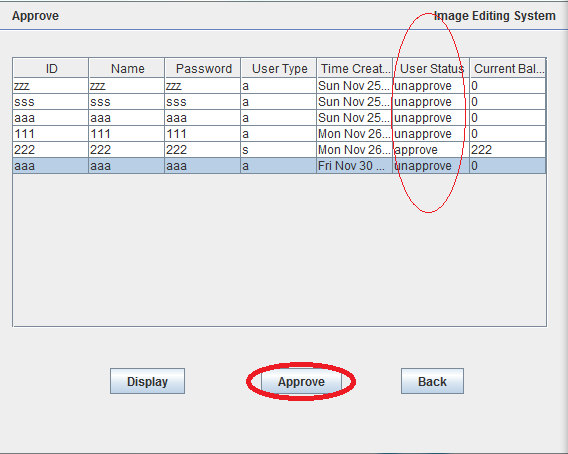 Approve Image Editing System
ID Name Password User Type Time Creat... User Status Current Bal...
zzz zzz zzz a Sun Nov 25... unapprove 0
sss sss sss a Sun Nov 25... unapprove 0
aaa aaa aaa a Sun Nov 25... unapprove 0
111 111 111 a Mon Nov 26... unapprove 0
222 222 222 s Mon Nov 26... approve 222
aaa aaa aaa a Fri Nov 30 ... unapprove 0
Display Approve Back